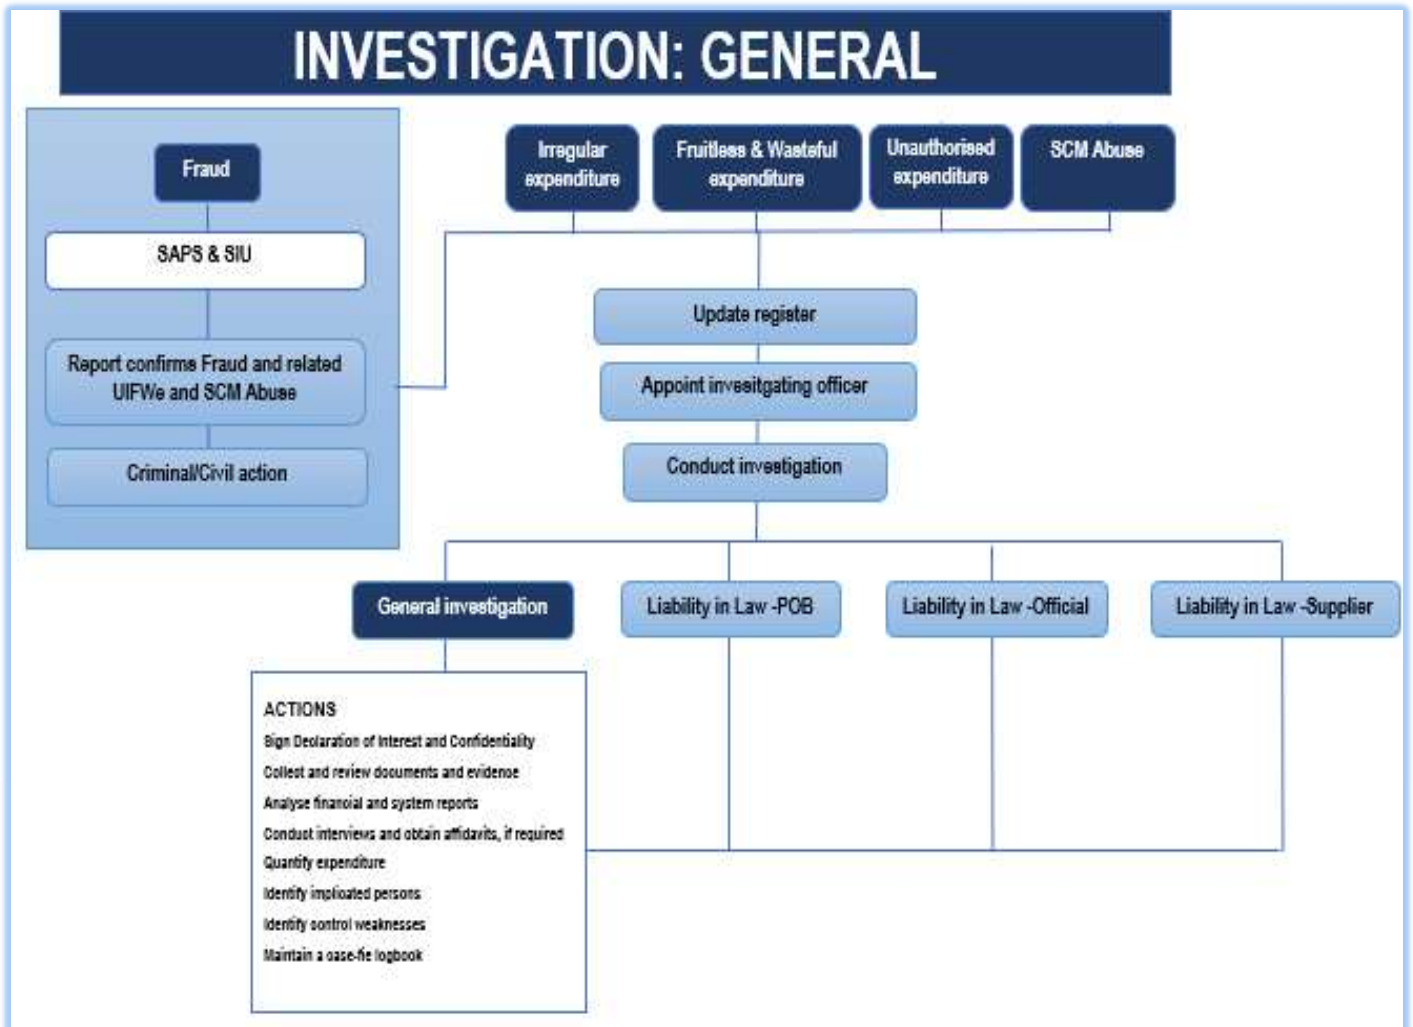 INVESTIGATION: GENERAL
Fraud
SAPS & SIU
Report confirms Fraud and related
UIFWe and SCM Abuse
Criminal/Civil action
Irregular
expenditure
Fruitless & Wasteful
expenditure
Unauthorised
expenditure
SCM Abuse
Update register
Appoint invesitgating officer
Conduct investigation
General investigation
Liability in Law -POB
Liability in Law -Official
Liability in Law -Supplier
ACTIONS
Sign Declaration of Interest and Confidentiality
Collect and review documents and evidence
Analyse financial and system reports
Conduct interviews and obtain affidavits, if required
Quantify expenditure
Identify implicated persons
Identify control weaknesses
Maintain a case-fie logbook